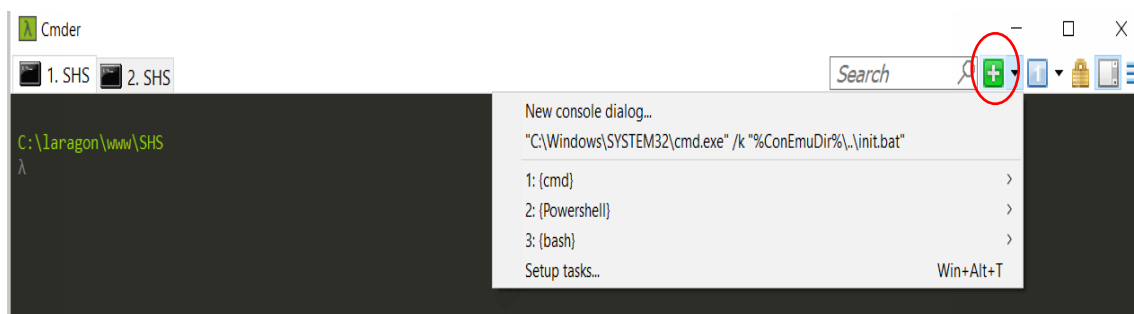 λ Cmder
1. SHS 2. SHS Search
New console dialog...
"C:\Windows\SYSTEM32\cmd.exe" /k "%ConEmuDir%\..\init.bat"
C:\laragon\www\SHS
λ
1: {cmd}
2: {Powershell}
3: {bash}
Setup tasks... Win+Alt+T